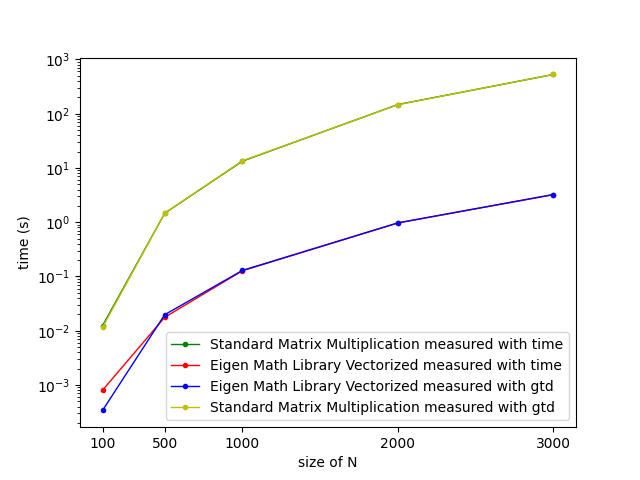 10³
10²
10¹
10⁰
10⁻¹
10⁻²
10⁻³
time (s)
Standard Matrix Multiplication measured with time
Eigen Math Library Vectorized measured with time
Eigen Math Library Vectorized measured with gtd
Standard Matrix Multiplication measured with gtd
100 500 1000 2000 3000
size of N